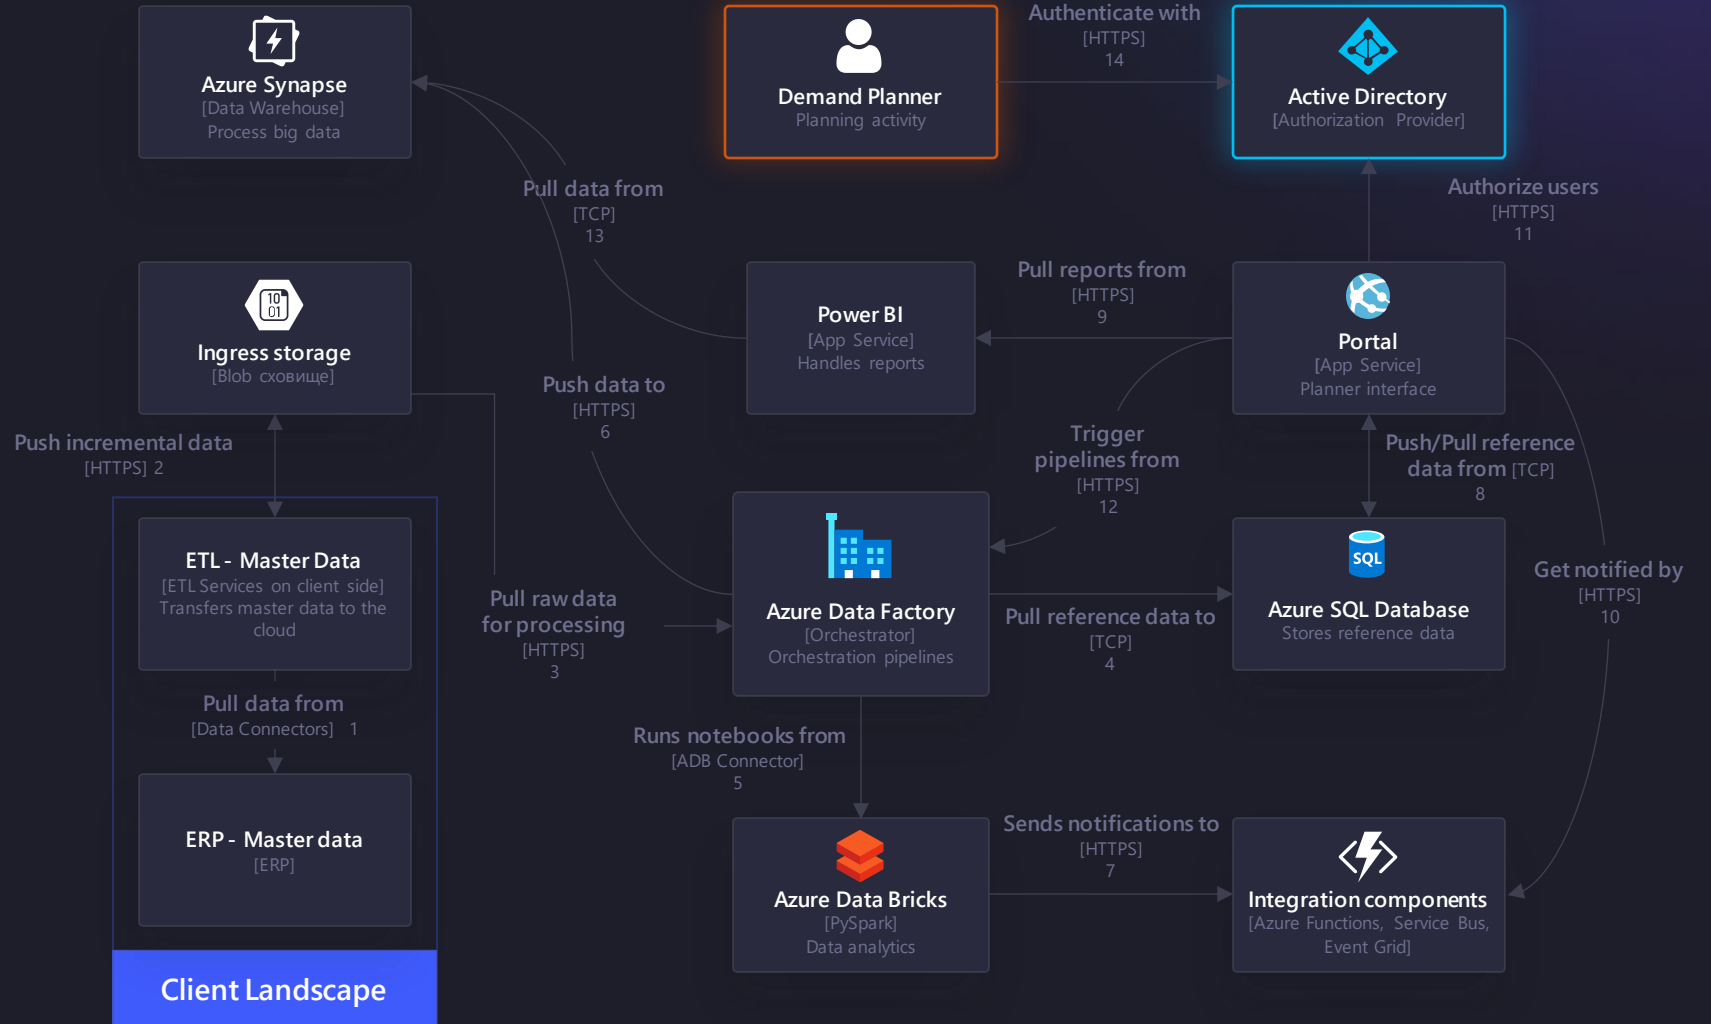 Azure Synapse
[Data Warehouse]
Process big data
Demand Planner
Planning activity
Authenticate with
[HTTPS]
14
Active Directory
[Authorization Provider]
Pull data from
[TCP]
13
Authorize users
[HTTPS]
11
Ingress storage
[Blob сховище]
10
01
Power BI
[App Service]
Handles reports
Pull reports from
[HTTPS]
9
Portal
[App Service]
Planner interface
Push data to
[HTTPS]
6
Push incremental data
[HTTPS] 2
Trigger
pipelines from
[HTTPS]
12
Push/Pull reference
data from [TCP]
8
ETL - Master Data
[ETL Services on client side]
Transfers master data to the
cloud
Pull raw data
for processing
[HTTPS]
3
Azure Data Factory
[Orchestrator]
Orchestration pipelines
Pull reference data to
[TCP]
4
SQL
Azure SQL Database
Stores reference data
Get notified by
[HTTPS]
10
Pull data from
[Data Connectors] 1
Runs notebooks from
[ADB Connector]
5
ERP - Master data
[ERP]
Azure Data Bricks
[PySpark]
Data analytics
Sends notifications to
[HTTPS]
7
Integration components
[Azure Functions, Service Bus,
Event Grid]
Client Landscape